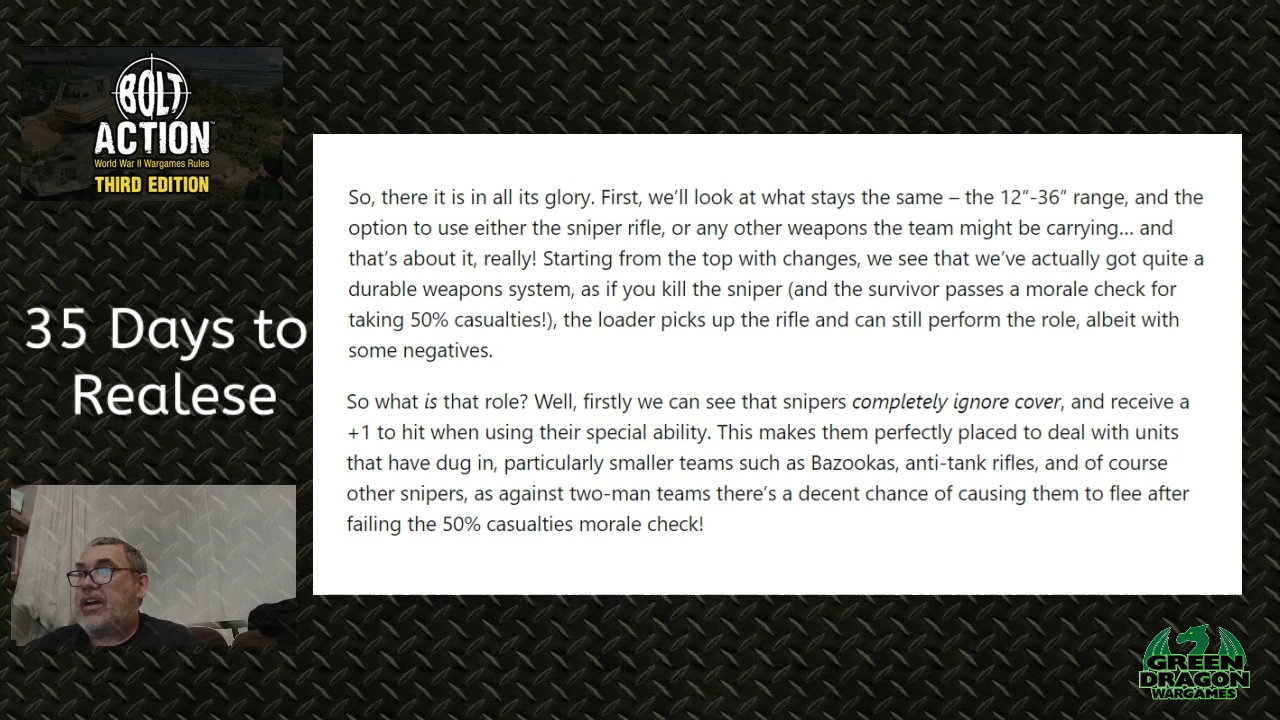 BOLT
ACTION™
World War II Wargames Rules
THIRD EDITION
35 Days to
Realese
So, there it is in all its glory. First, we’ll look at what stays the same – the 12″-36″ range, and the
option to use either the sniper rifle, or any other weapons the team might be carrying… and
that’s about it, really! Starting from the top with changes, we see that we’ve actually got quite a
durable weapons system, as if you kill the sniper (and the survivor passes a morale check for
taking 50% casualties!), the loader picks up the rifle and can still perform the role, albeit with
some negatives.
So what is that role? Well, firstly we can see that snipers completely ignore cover, and receive a
+1 to hit when using their special ability. This makes them perfectly placed to deal with units
that have dug in, particularly smaller teams such as Bazookas, anti-tank rifles, and of course
other snipers, as against two-man teams there’s a decent chance of causing them to flee after
failing the 50% casualties morale check!
GREEN
DRAGON
WARGAMES